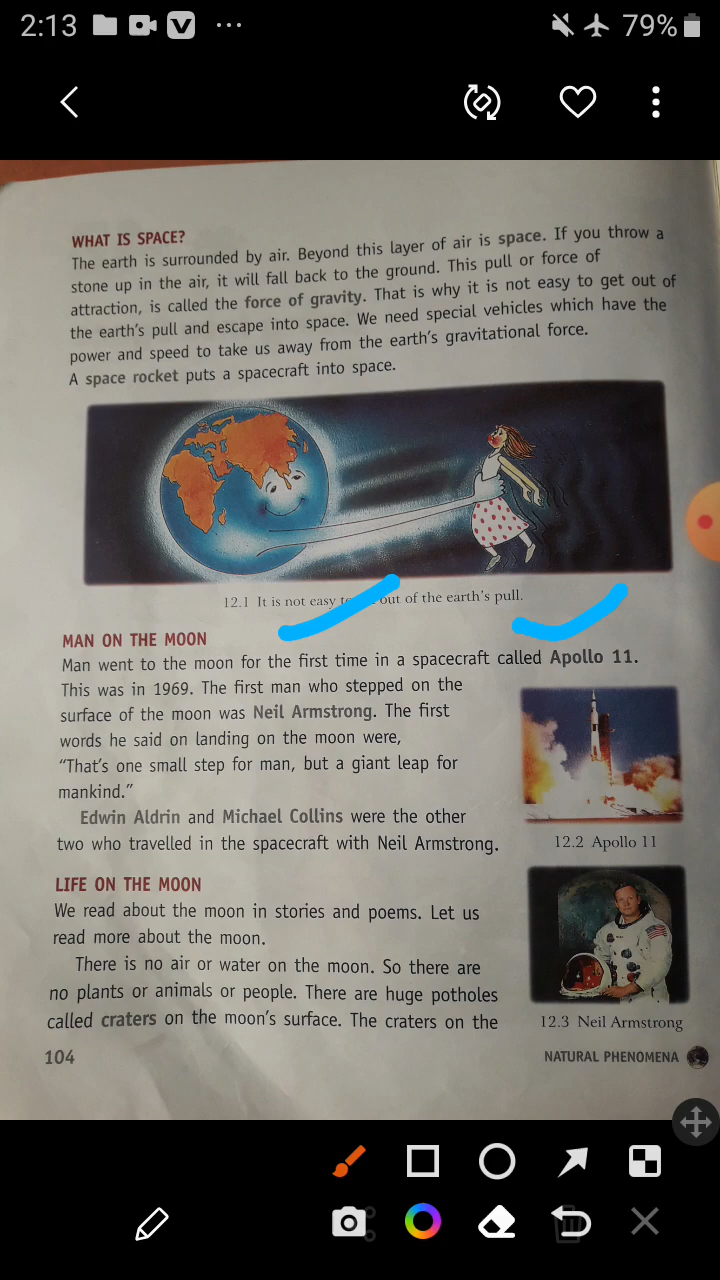 2:13
79%
WHAT IS SPACE?
The earth is surrounded by air. Beyond this layer of air is space. If you throw a
stone up in the air, it will fall back to the ground. This pull or force of
attraction, is called the force of gravity. That is why it is not easy to get out of
the earth's pull and escape into space. We need special vehicles which have the
power and speed to take us away from the earth's gravitational force.
A space rocket puts a spacecraft into space.
12.1 It is not easy out of the earth's pull.
MAN ON THE MOON
Man went to the moon for the first time in a spacecraft called Apollo 11.
This was in 1969. The first man who stepped on the
surface of the moon was Neil Armstrong. The first
words he said on landing on the moon were,
“That's one small step for man, but a giant leap for
mankind.”
Edwin Aldrin and Michael Collins were the other
two who travelled in the spacecraft with Neil Armstrong.
12.2 Apollo 11
LIFE ON THE MOON
We read about the moon in stories and poems. Let us
read more about the moon.
There is no air or water on the moon. So there are
no plants or animals or people. There are huge potholes
called craters on the moon's surface. The craters on the
12.3 Neil Armstrong
104
NATURAL PHENOMENA